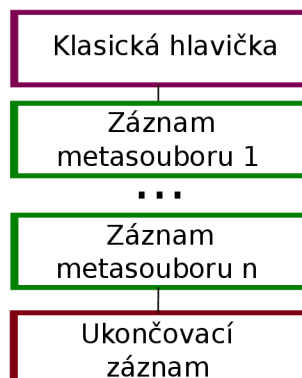 Klasická hlavička
Záznam
metasouboru 1
...
Záznam
metasouboru n
Ukončovací
záznam